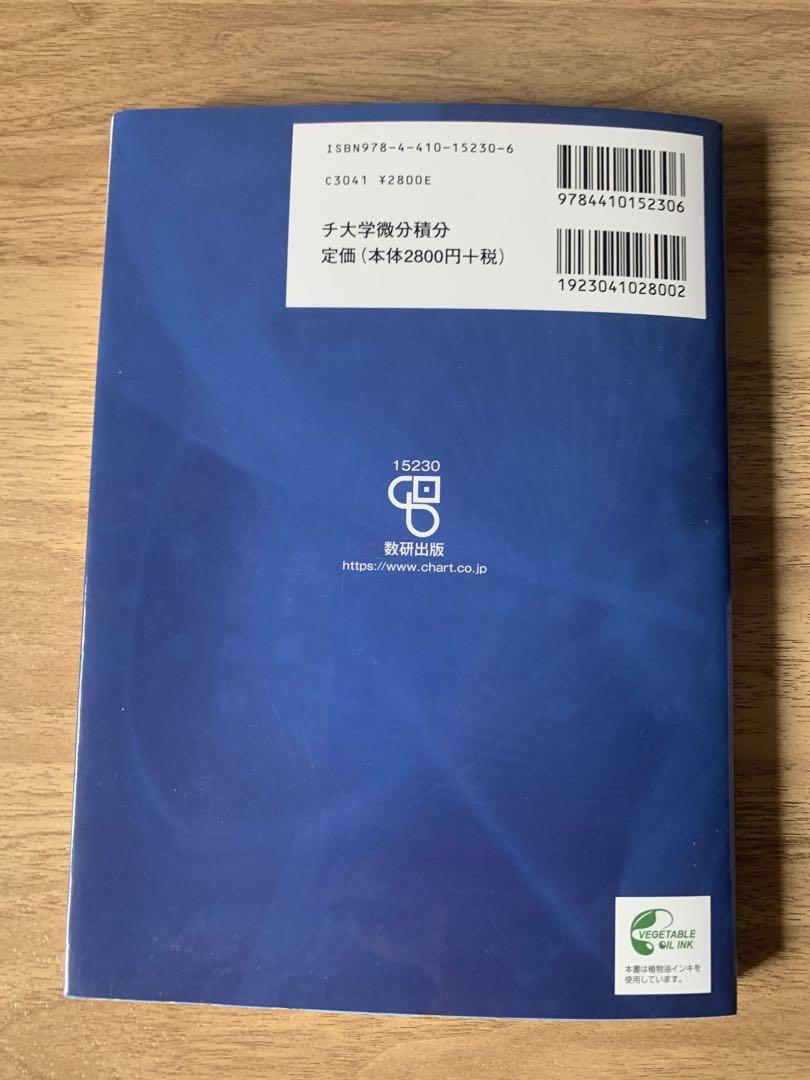 ISBN978-4-410-15230-6
C3041 ¥2800E
チ大学微分積分
定価(本体2800円+税)
9784410152306
1923041028002
15230
数研出版
https://www.chart.co.jp
VEGETABLE
OIL INK
本書は植物油インキを
使用しています。